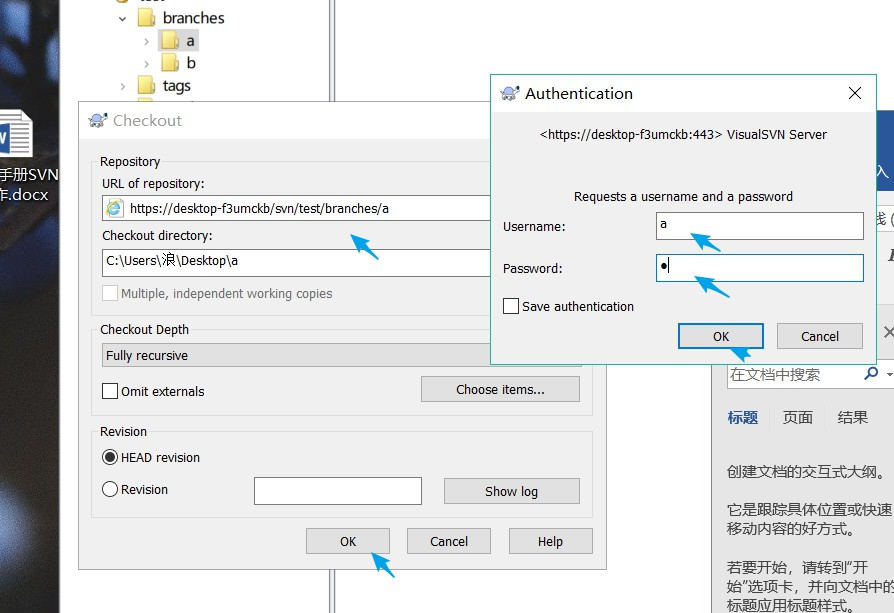 branches
a
b
tags
手册SVN
作.docx
Checkout
Repository
URL of repository:
https://desktop-f3umckb/svn/test/branches/a
Checkout directory:
C:\Users\浪\Desktop\a
Multiple, independent working copies
Checkout Depth
Fully recursive
Omit externals
Choose items...
Revision
HEAD revision
Revision
Show log
OK
Cancel
Help
Authentication
<https://desktop-f3umckb:443> VisualSVN Server
Requests a username and a password
Username:
a
Password:
Save authentication
OK
Cancel
入
在文档中搜索
标题
页面
结果
创建文档的交互式大纲。
它是跟踪具体位置或快速
移动内容的好方式。
若要开始，请转到“开
始”选项卡，并向文档中的
标题应用标题样式。